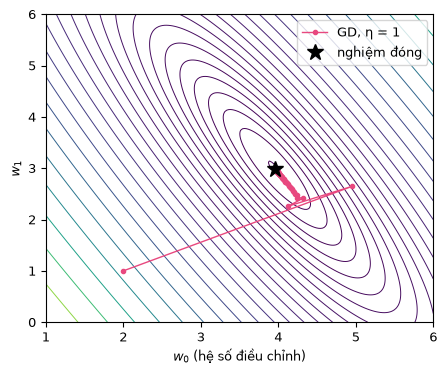 6
5
4
3
2
1
0
w₁
GD, η = 1
nghiệm đóng
1 2 3 4 5 6
w₀ (hệ số điều chỉnh)